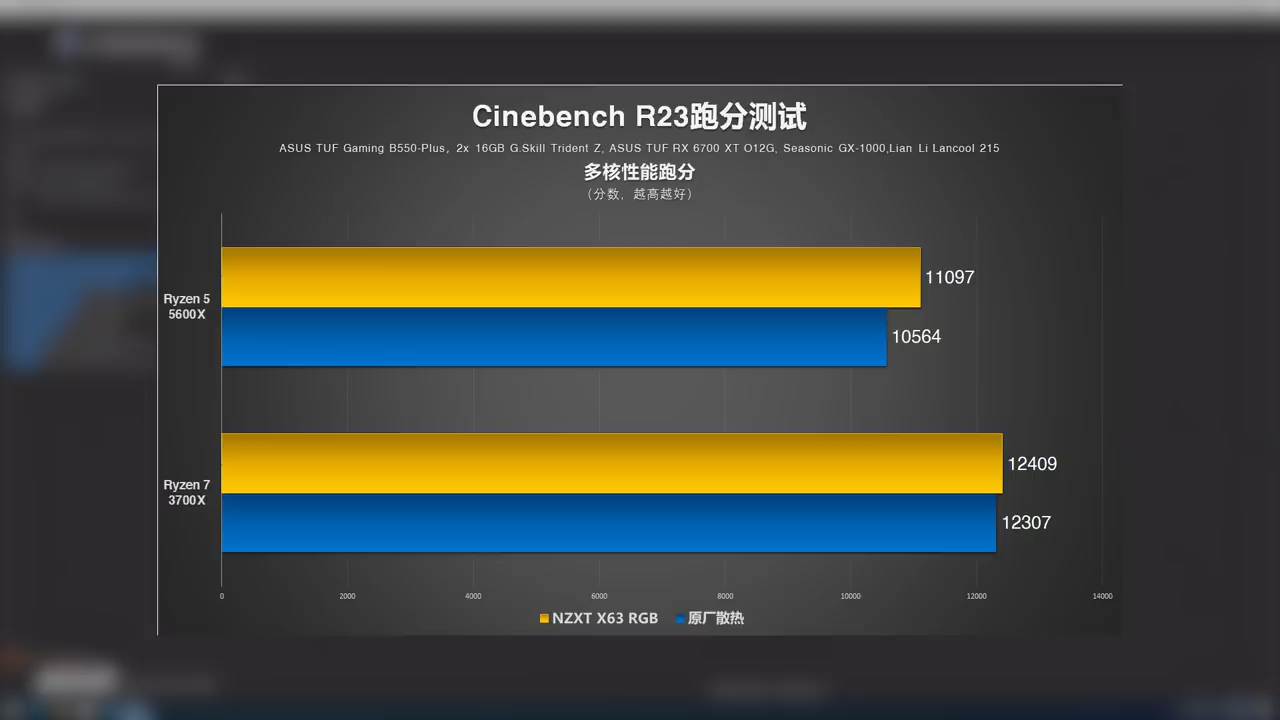 Cinebench R23跑分测试
ASUS TUF Gaming B550-Plus, 2x 16GB G.Skill Trident Z, ASUS TUF RX 6700 XT O12G, Seasonic GX-1000,Lian Li Lancool 215
多核性能跑分
（分数，越高越好）
Ryzen 5
5600X
11097
10564
Ryzen 7
3700X
12409
12307
0 2000 4000 6000 8000 10000 12000 14000
NZXT X63 RGB 原厂散热